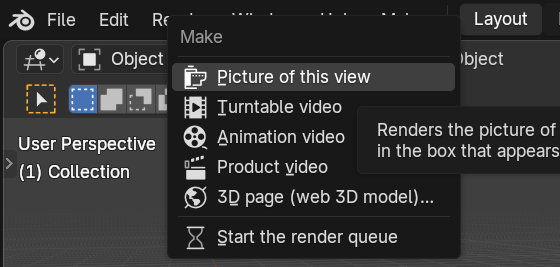 File Edit
Layout
Make
Object
Object
Picture of this view
Turntable video
Animation video
Renders the picture of
in the box that appears
Product video
User Perspective
(1) Collection
3D page (web 3D model)...
Start the render queue